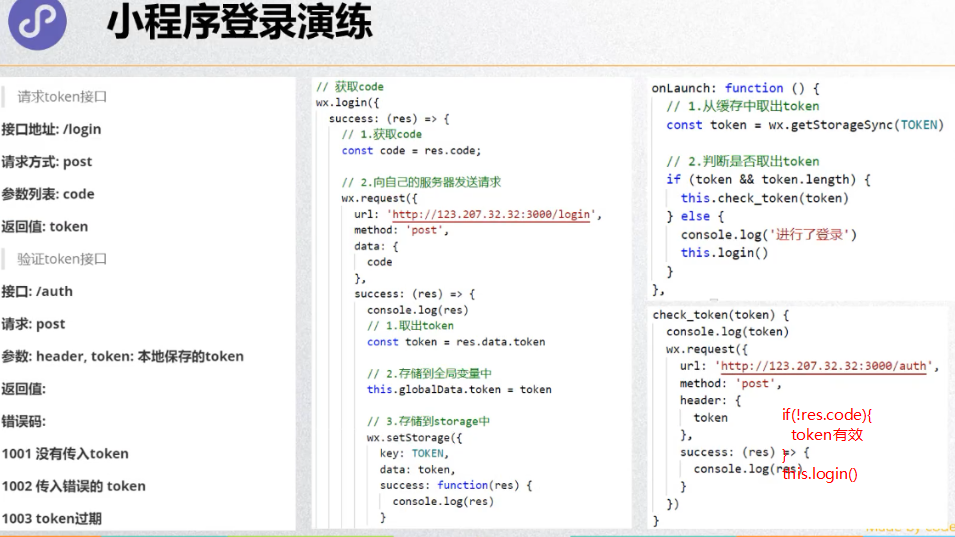 小程序登录演练
请求token接口
接口地址: /login
请求方式: post
参数列表: code
返回值: token
验证token接口
接口: /auth
请求: post
参数: header, token: 本地保存的token
返回值:
错误码:
1001 没有传入token
1002 传入错误的 token
1003 token过期
// 获取code
wx.login({
success: (res) => {
// 1.获取code
const code = res.code;
// 2.向自己的服务器发送请求
wx.request({
url: 'http://123.207.32.32:3000/login',
method: 'post',
data: {
code
},
success: (res) => {
console.log(res)
// 1.取出token
const token = res.data.token
// 2.存储到全局变量中
this.globalData.token = token
// 3.存储到storage中
wx.setStorage({
key: TOKEN,
data: token,
success: function(res) {
console.log(res)
}
onLaunch: function () {
// 1.从缓存中取出token
const token = wx.getStorageSync(TOKEN)
// 2.判断是否取出token
if (token && token.length) {
this.check_token(token)
} else {
console.log('进行了登录')
this.login()
}
},
check_token(token) {
console.log(token)
wx.request({
url: 'http://123.207.32.32:3000/auth',
method: 'post',
header: {
token
},
success: (res) => {
console.log(res)
}
})
}
if(!res.code){
token有效
}
this.login()